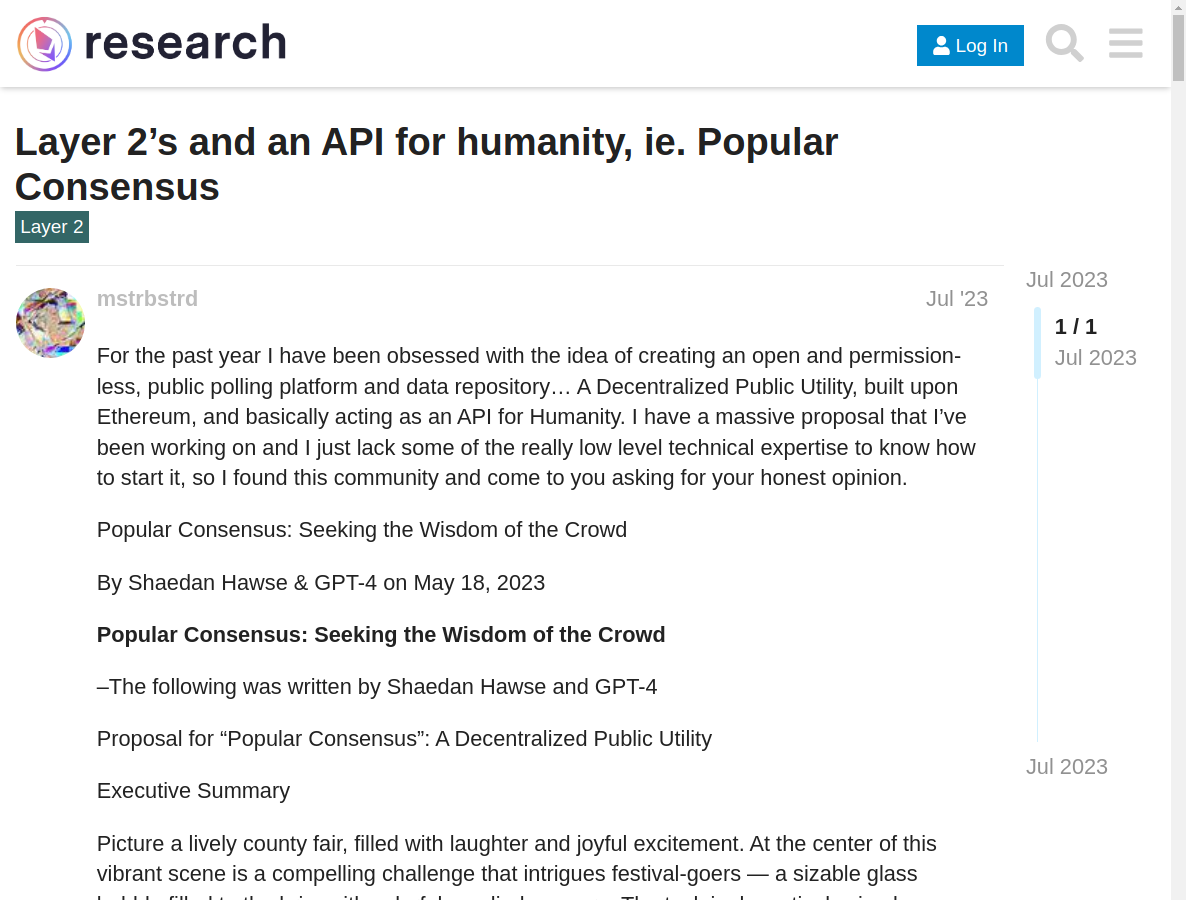 research
Log In
Layer 2’s and an API for humanity, ie. Popular
Consensus
Layer 2
Jul 2023
mstrbstrd
Jul '23
1 / 1
Jul 2023
For the past year I have been obsessed with the idea of creating an open and permission-
less, public polling platform and data repository… A Decentralized Public Utility, built upon
Ethereum, and basically acting as an API for Humanity. I have a massive proposal that I’ve
been working on and I just lack some of the really low level technical expertise to know how
to start it, so I found this community and come to you asking for your honest opinion.
Popular Consensus: Seeking the Wisdom of the Crowd
By Shaedan Hawse & GPT-4 on May 18, 2023
Popular Consensus: Seeking the Wisdom of the Crowd
–The following was written by Shaedan Hawse and GPT-4
Proposal for “Popular Consensus”: A Decentralized Public Utility
Jul 2023
Executive Summary
Picture a lively county fair, filled with laughter and joyful excitement. At the center of this
vibrant scene is a compelling challenge that intrigues festival-goers — a sizable glass